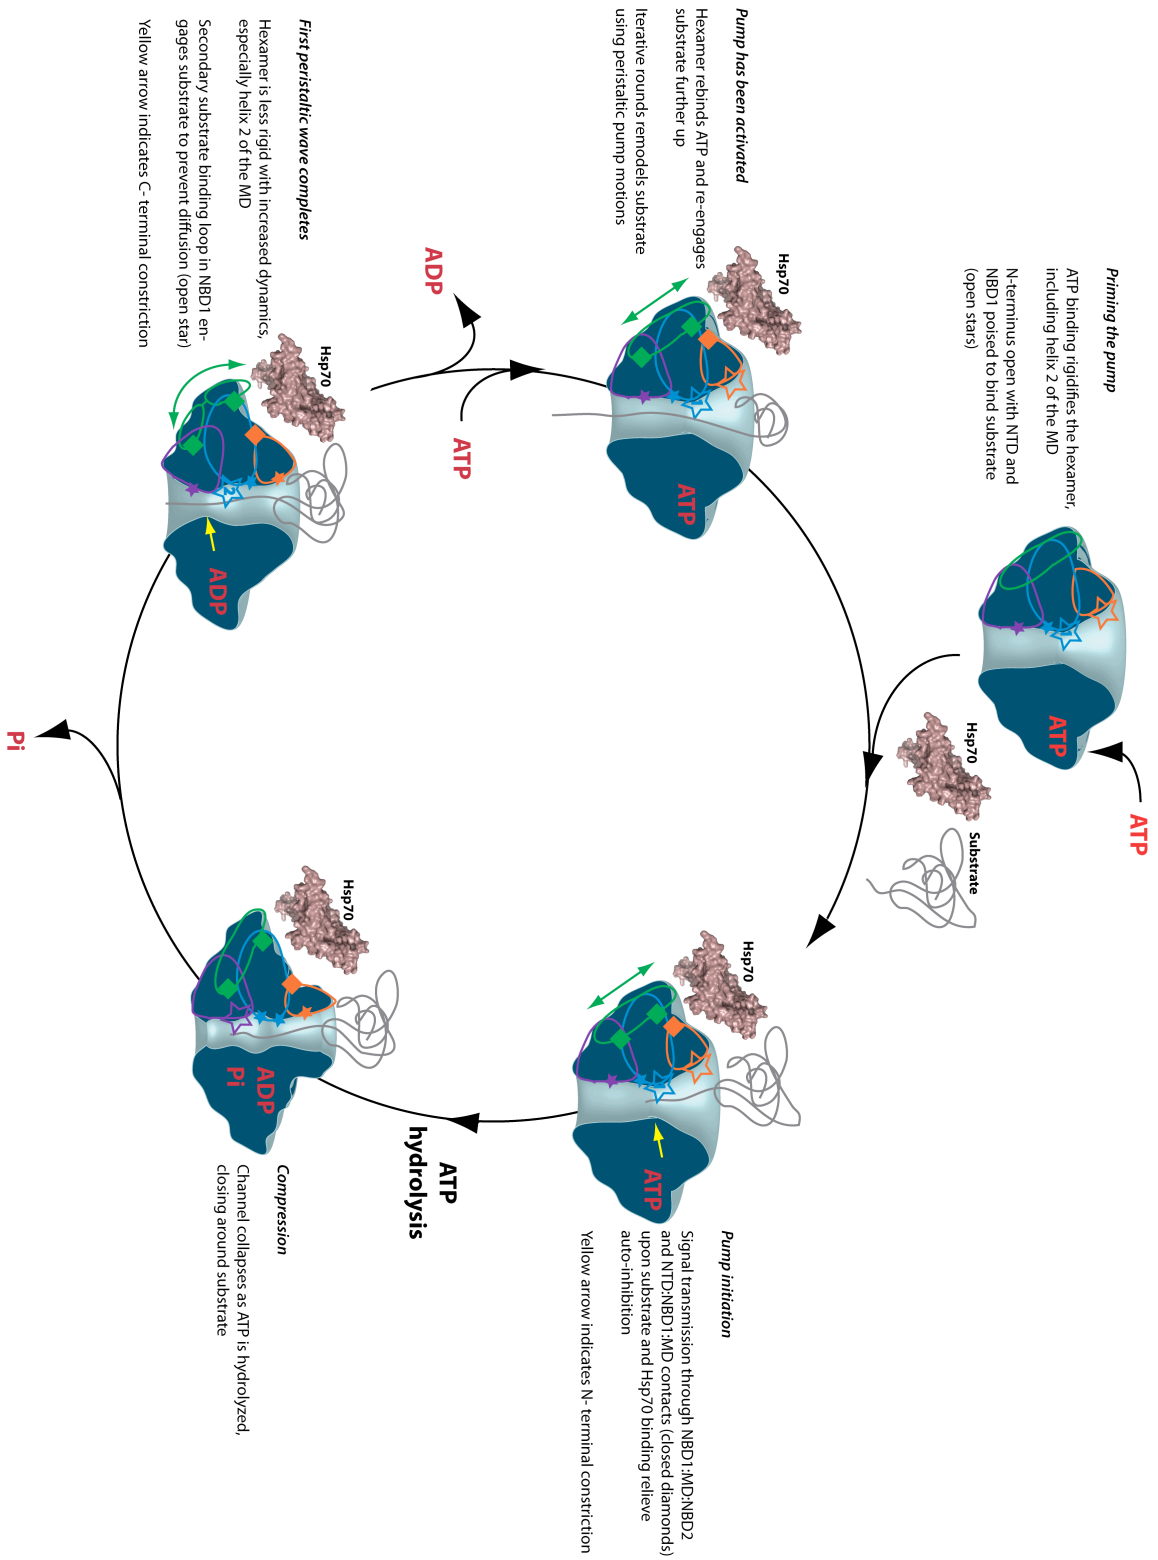 Priming the pump
ATP binding rigidifies the hexamer,
including helix 2 of the MD
N-terminus open with NTD and
NBD1 poised to bind substrate
(open stars)
ATP
ATP
Hsp70
Substrate
Pump has been activated
Hexamer rebinds ATP and re-engages
substrate further up
Iterative rounds remodels substrate
using peristaltic pump motions
Hsp70
ATP
Hsp70
ATP
Pump initiation
Signal transmission through NBD1:MD:NBD2
and NTD:NBD1:MD contacts (closed diamonds)
upon substrate and Hsp70 binding relieve
auto-inhibition
Yellow arrow indicates N- terminal constriction
ADP
ATP
ATP
hydrolysis
First peristaltic wave completes
Hexamer is less rigid with increased dynamics,
especially helix 2 of the MD
Secondary substrate binding loop in NBD1 en-
gages substrate to prevent diffusion (open star)
Yellow arrow indicates C- terminal constriction
Hsp70
2
ADP
Hsp70
ADP
Pi
Compression
Channel collapses as ATP is hydrolyzed,
closing around substrate
Pi